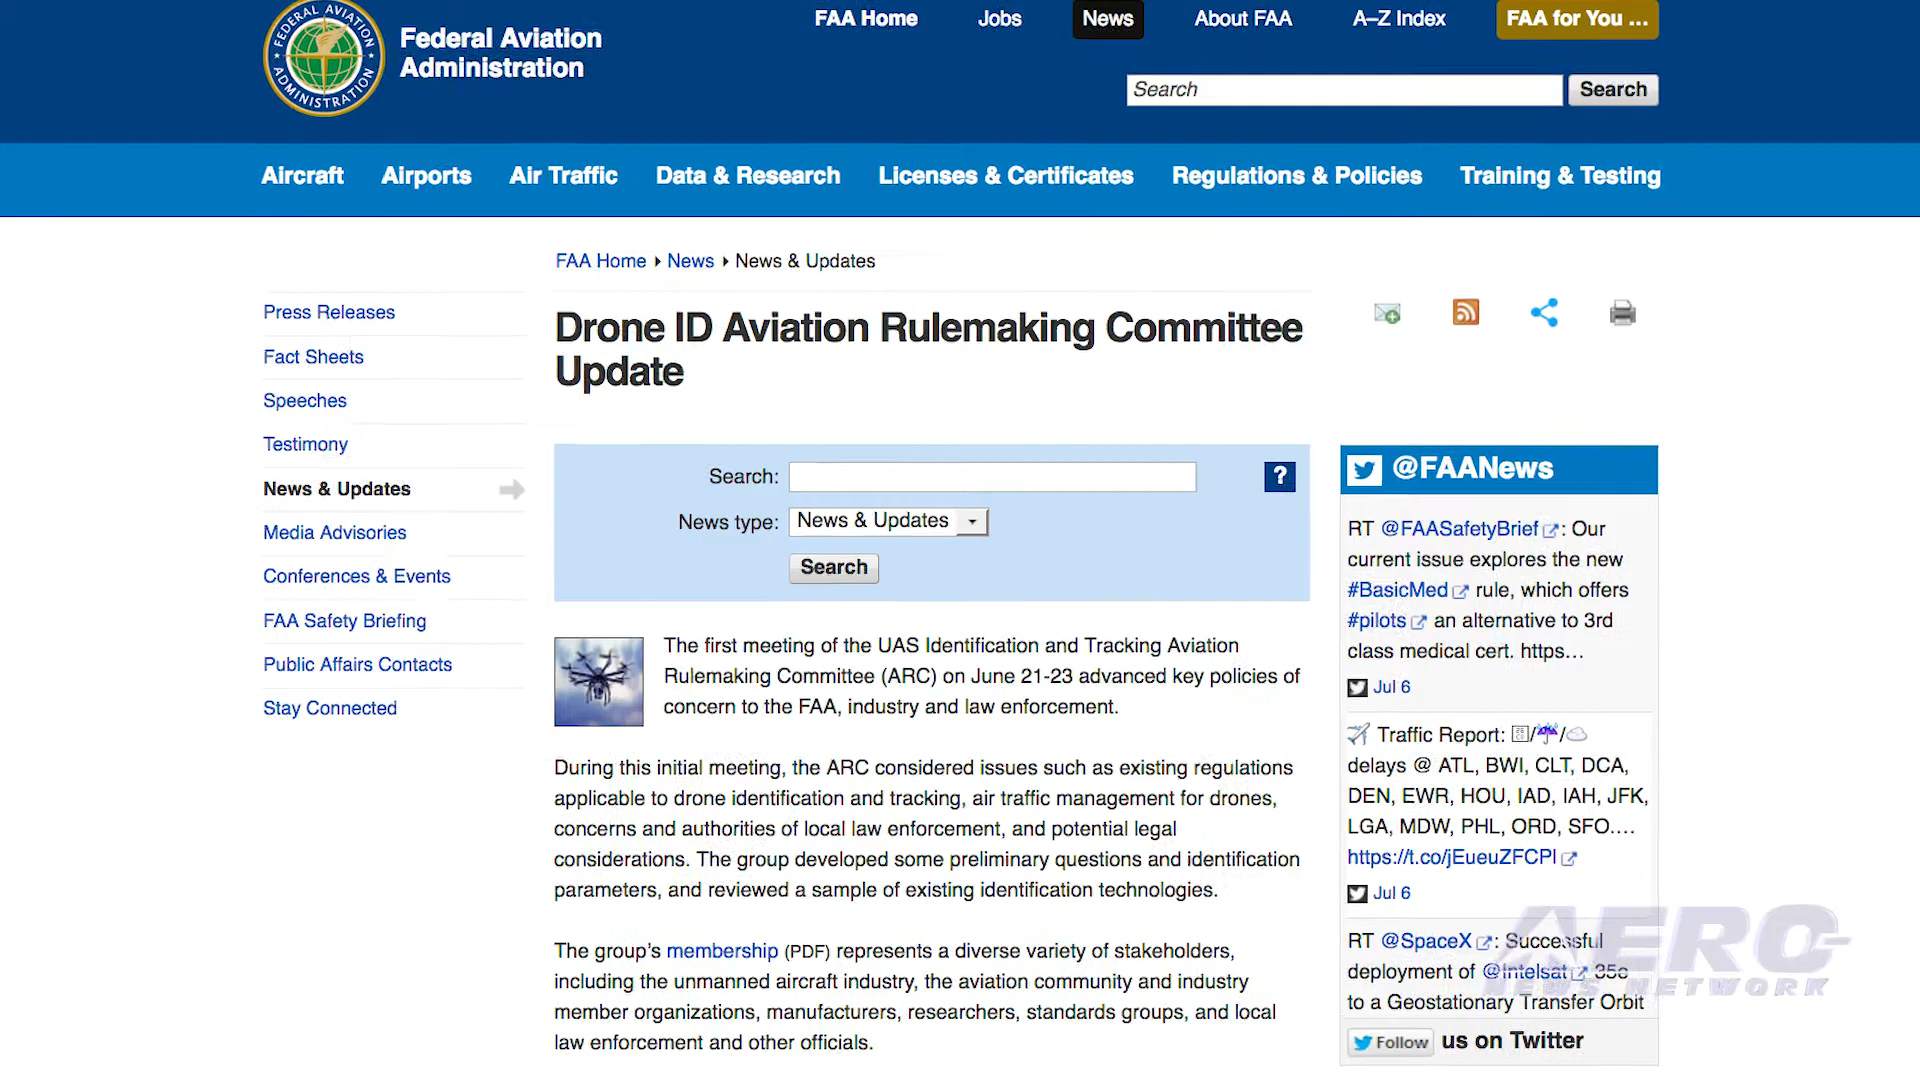 FEDERAL AVIATION ADMINISTRATION
Federal Aviation
Administration
FAA Home
Jobs
News
About FAA
A–Z Index
FAA for You ...
Search
Search
Aircraft
Airports
Air Traffic
Data & Research
Licenses & Certificates
Regulations & Policies
Training & Testing
FAA Home ▸ News ▸ News & Updates
Press Releases
Fact Sheets
Speeches
Testimony
News & Updates
Media Advisories
Conferences & Events
FAA Safety Briefing
Public Affairs Contacts
Stay Connected
Drone ID Aviation Rulemaking Committee
Update
Search:
?
News type: News & Updates
Search
The first meeting of the UAS Identification and Tracking Aviation
Rulemaking Committee (ARC) on June 21-23 advanced key policies of
concern to the FAA, industry and law enforcement.
During this initial meeting, the ARC considered issues such as existing regulations
applicable to drone identification and tracking, air traffic management for drones,
concerns and authorities of local law enforcement, and potential legal
considerations. The group developed some preliminary questions and identification
parameters, and reviewed a sample of existing identification technologies.
The group's membership (PDF) represents a diverse variety of stakeholders,
including the unmanned aircraft industry, the aviation community and industry
member organizations, manufacturers, researchers, standards groups, and local
law enforcement and other officials.
@FAANews
RT @FAASafetyBrief: Our
current issue explores the new
#BasicMed rule, which offers
#pilots an alternative to 3rd
class medical cert. https…
Jul 6
Traffic Report: /☔/☁
delays @ ATL, BWI, CLT, DCA,
DEN, EWR, HOU, IAD, IAH, JFK,
LGA, MDW, PHL, ORD, SFO.…
https://t.co/jEueuZFCPl
Jul 6
RT @SpaceX: Successful
deployment of @Intelsat 35e
to a Geostationary Transfer Orbit
Follow us on Twitter
AERO
NEWS NETWORK